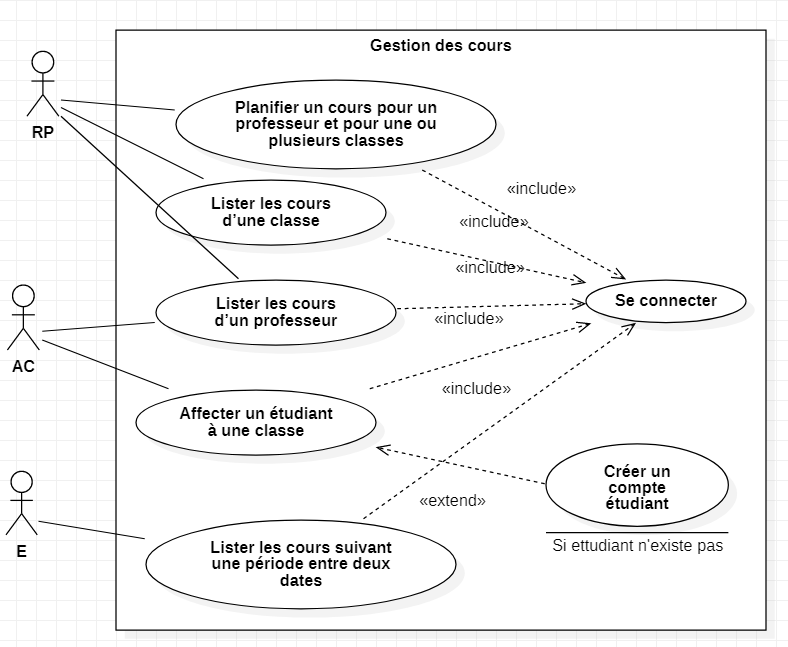 Gestion des cours
RP
Planifier un cours pour un
professeur et pour une ou
plusieurs classes
«include»
Lister les cours
d'une classe
«include»
«include»
AC
Lister les cours
d'un professeur
«include»
Se connecter
«include»
Affecter un étudiant
à une classe
E
Créer un
compte
étudiant
«extend»
Si ettudiant n'existe pas
Lister les cours suivant
une période entre deux
dates